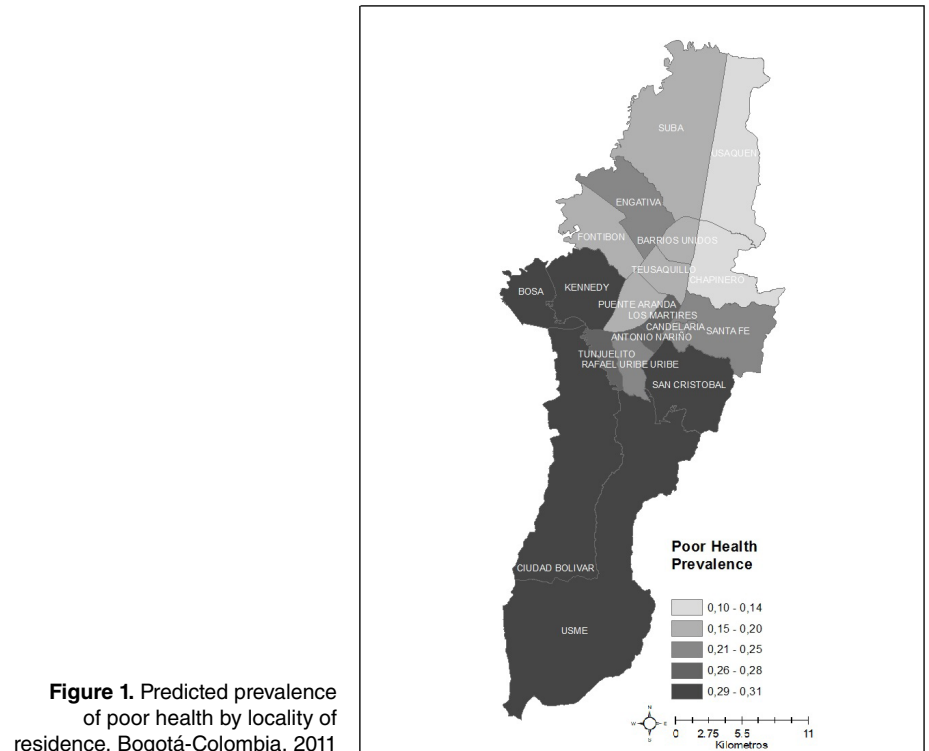 SUBA
USAQUEN
ENGATIVA
FONTIBON
BARRIOS UNIDOS
TEUSAQUILLO
CHAPINERO
BOSA
KENNEDY
PUENTE ARANDA
LOS MARTIRES
CANDELARIA
SANTA FE
ANTONIO NARIÑO
TUNJUELITO
RAFAEL URIBE URIBE
SAN CRISTOBAL
CIUDAD BOLIVAR
USME
Poor Health
Prevalence
0,10 - 0,14
0,15 - 0,20
0,21 - 0,25
0,26 - 0,28
0,29 - 0,31
N
W E
0 2.75 5.5 11
Kilometros
Figure 1. Predicted prevalence
of poor health by locality of
residence. Bogotá-Colombia, 2011